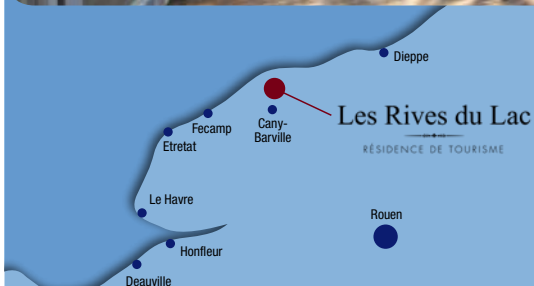 Dieppe
Les Rives du Lac
RÉSIDENCE DE TOURISME
Cany-
Barville
Fecamp
Etretat
Le Havre
Rouen
Honfleur
Deauville